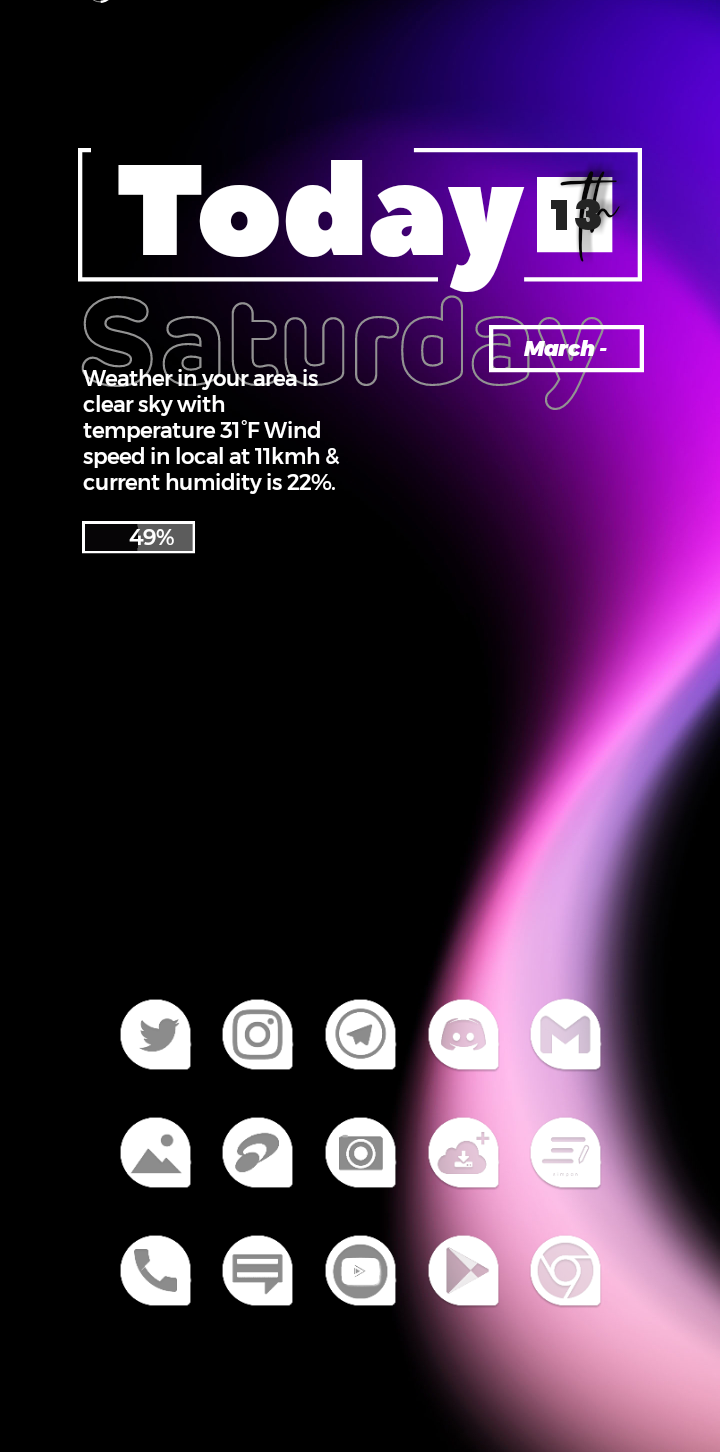 Today 13
Saturday
March -
Weather in your area is
clear sky with
temperature 31°F Wind
speed in local at 11kmh &
current humidity is 22%.
49%